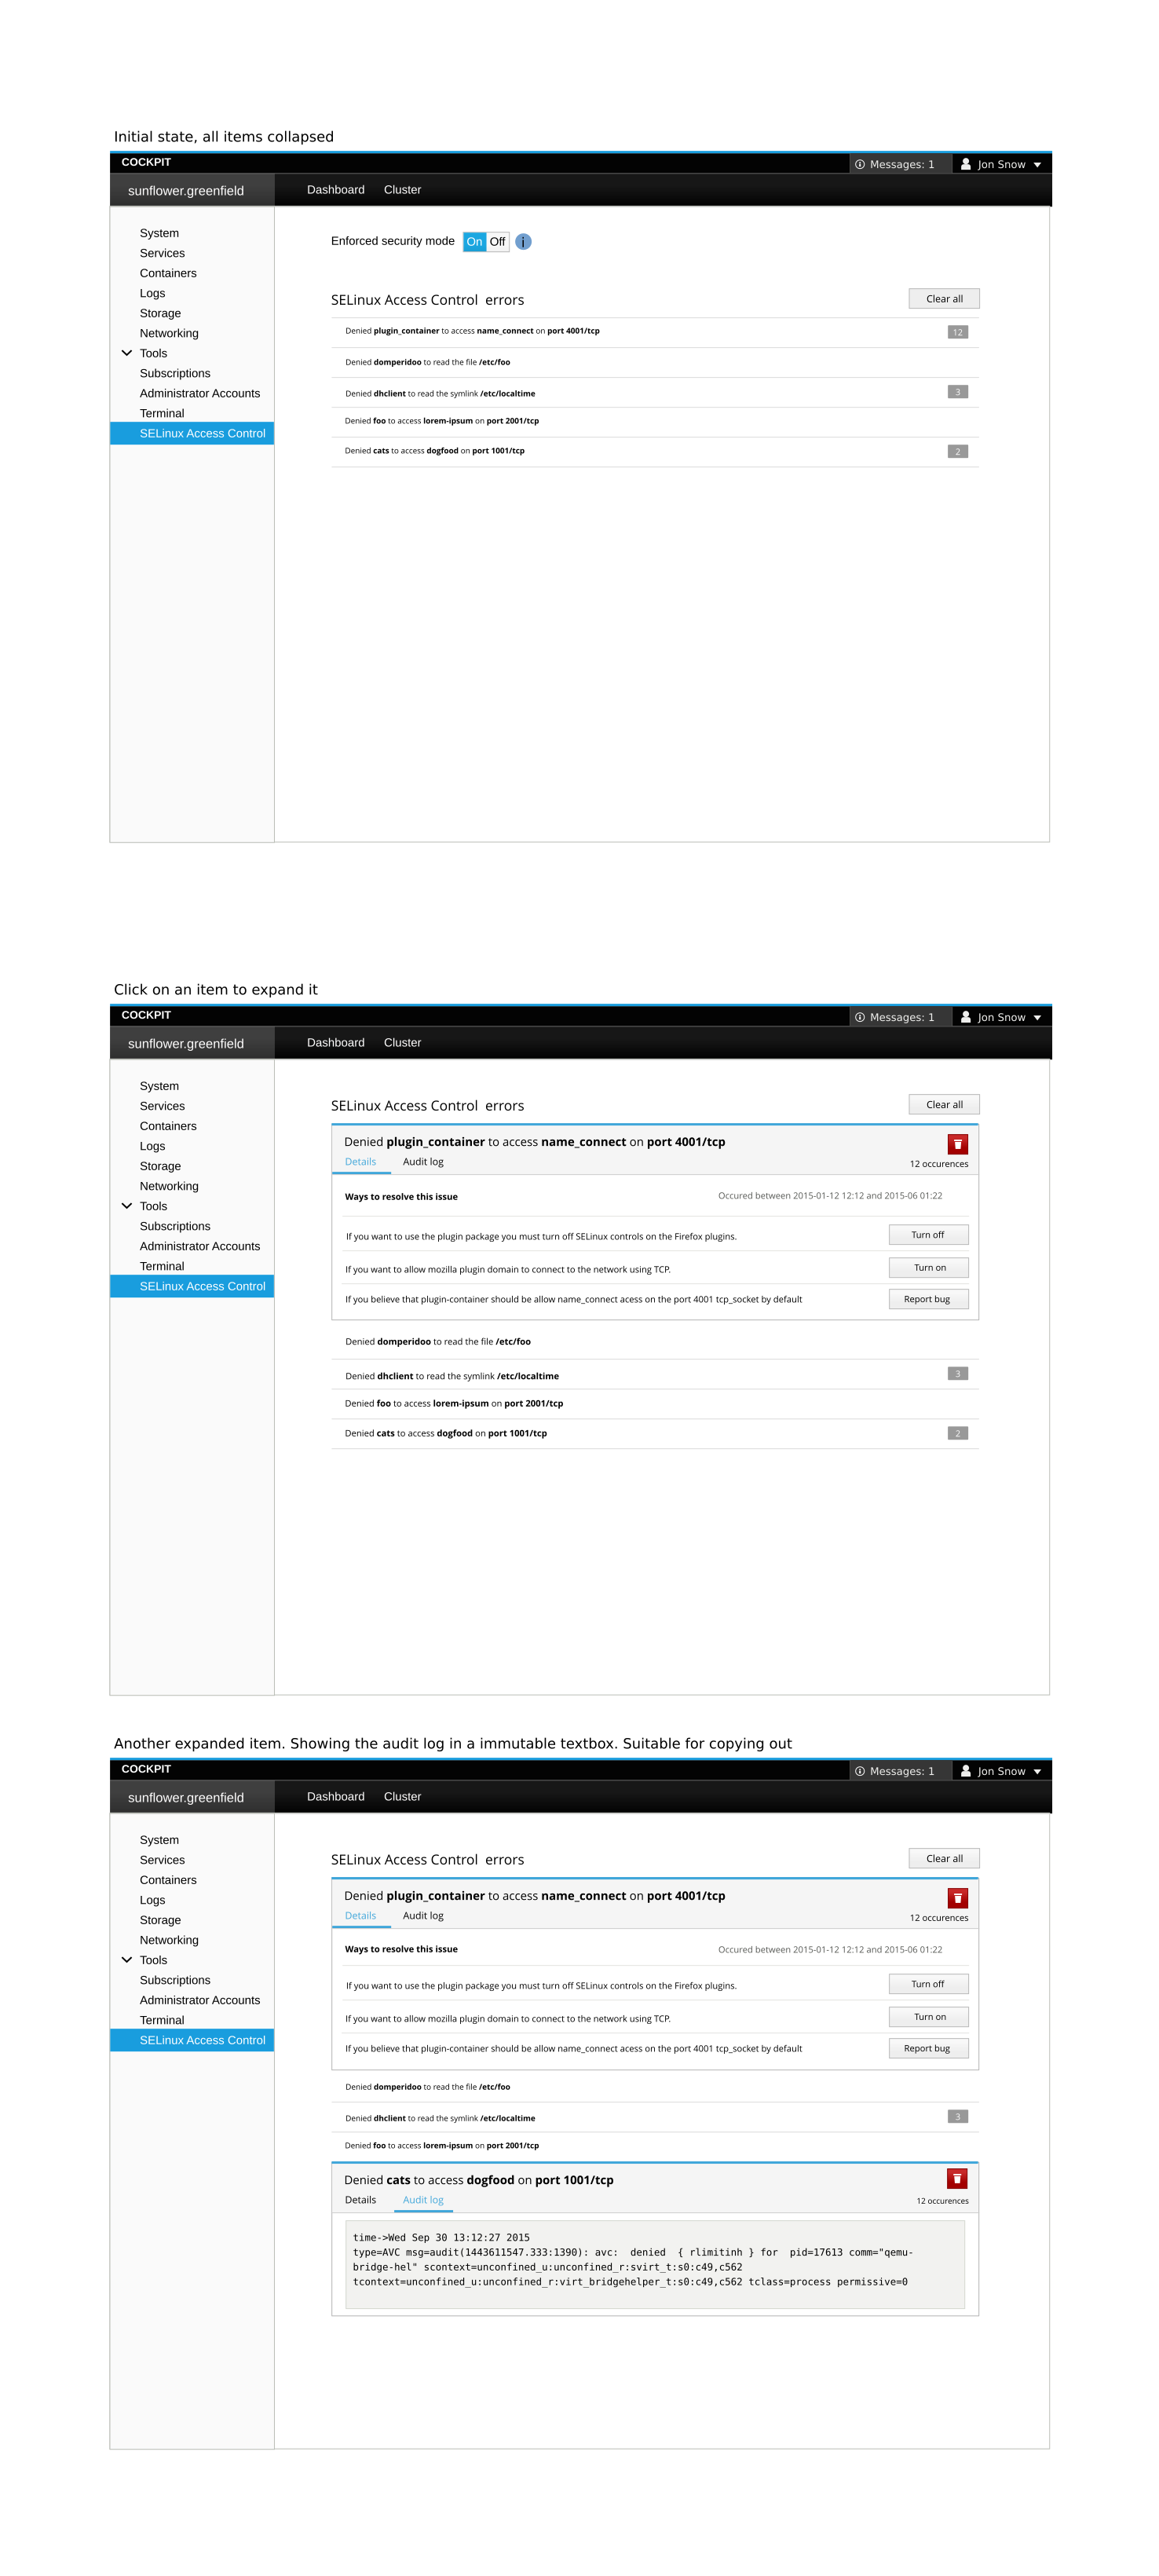 Initial state, all items collapsed
COCKPIT
Messages: 1
Jon Snow
sunflower.greenfield
Dashboard
Cluster
System
Services
Containers
Logs
Storage
Networking
Tools
Subscriptions
Administrator Accounts
Terminal
SELinux Access Control
Enforced security mode On Off i
SELinux Access Control errors
Clear all
Denied plugin_container to access name_connect on port 4001/tcp
12
Denied domperidoo to read the file /etc/foo
Denied dhclient to read the symlink /etc/localtime
3
Denied foo to access lorem-ipsum on port 2001/tcp
Denied cats to access dogfood on port 1001/tcp
2
Click on an item to expand it
COCKPIT
Messages: 1
Jon Snow
sunflower.greenfield
Dashboard
Cluster
System
Services
Containers
Logs
Storage
Networking
Tools
Subscriptions
Administrator Accounts
Terminal
SELinux Access Control
SELinux Access Control errors
Clear all
Denied plugin_container to access name_connect on port 4001/tcp
Details
Audit log
12 occurences
Ways to resolve this issue
Occured between 2015-01-12 12:12 and 2015-06 01:22
If you want to use the plugin package you must turn off SELinux controls on the Firefox plugins.
Turn off
If you want to allow mozilla plugin domain to connect to the network using TCP.
Turn on
If you believe that plugin-container should be allow name_connect acess on the port 4001 tcp_socket by default
Report bug
Denied domperidoo to read the file /etc/foo
Denied dhclient to read the symlink /etc/localtime
3
Denied foo to access lorem-ipsum on port 2001/tcp
Denied cats to access dogfood on port 1001/tcp
2
Another expanded item. Showing the audit log in a immutable textbox. Suitable for copying out
COCKPIT
Messages: 1
Jon Snow
sunflower.greenfield
Dashboard
Cluster
System
Services
Containers
Logs
Storage
Networking
Tools
Subscriptions
Administrator Accounts
Terminal
SELinux Access Control
SELinux Access Control errors
Clear all
Denied plugin_container to access name_connect on port 4001/tcp
Details
Audit log
12 occurences
Ways to resolve this issue
Occured between 2015-01-12 12:12 and 2015-06 01:22
If you want to use the plugin package you must turn off SELinux controls on the Firefox plugins.
Turn off
If you want to allow mozilla plugin domain to connect to the network using TCP.
Turn on
If you believe that plugin-container should be allow name_connect acess on the port 4001 tcp_socket by default
Report bug
Denied domperidoo to read the file /etc/foo
Denied dhclient to read the symlink /etc/localtime
3
Denied foo to access lorem-ipsum on port 2001/tcp
Denied cats to access dogfood on port 1001/tcp
Details
Audit log
12 occurences
time->Wed Sep 30 13:12:27 2015
type=AVC msg=audit(1443611547.333:1390): avc:  denied  { rlimitinh } for  pid=17613 comm="qemu-
bridge-hel" scontext=unconfined_u:unconfined_r:svirt_t:s0:c49,c562
tcontext=unconfined_u:unconfined_r:virt_bridgehelper_t:s0:c49,c562 tclass=process permissive=0